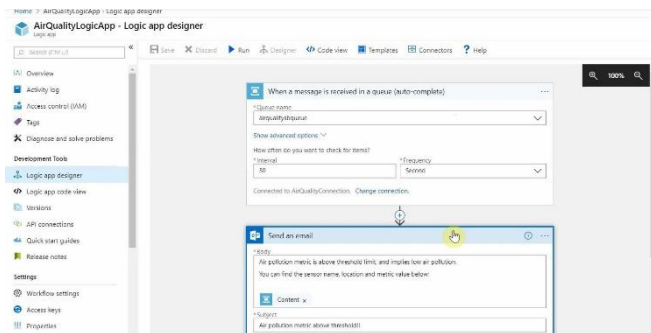 Home > AirQualityLogicApp - Logic app designer
AirQualityLogicApp - Logic app designer
Logic app
Search (Ctrl+/)
«
Save
Discard
Run
Designer
Code view
Templates
Connectors
Help
Overview
Activity log
Access control (IAM)
Tags
Diagnose and solve problems
Development Tools
Logic app designer
Logic app code view
Versions
API connections
Quick start guides
Release notes
Settings
Workflow settings
Access keys
Properties
100%
When a message is received in a queue (auto-complete)
...
*Queue name
Show advanced options
How often do you want to check for items?
*Interval
*Frequency
Second
Connected to AirQualityConnection. Change connection.
Send an email
...
*Body
Air pollution metric is above threshold limit, and implies low air pollution.
You can find the sensor name, location and metric value below
Content x
*Subject
Air pollution metric above threshold!!